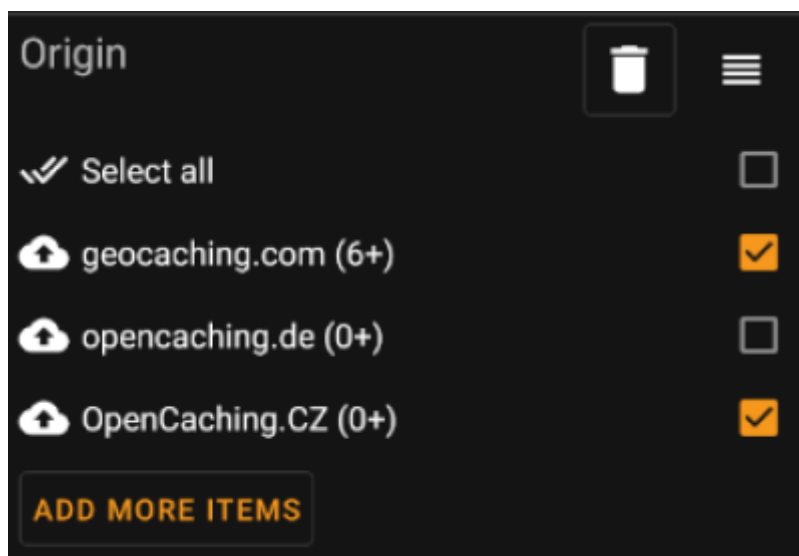 Origin
Select all
geocaching.com (6+)
opencaching.de (0+)
OpenCaching.CZ (0+)
ADD MORE ITEMS